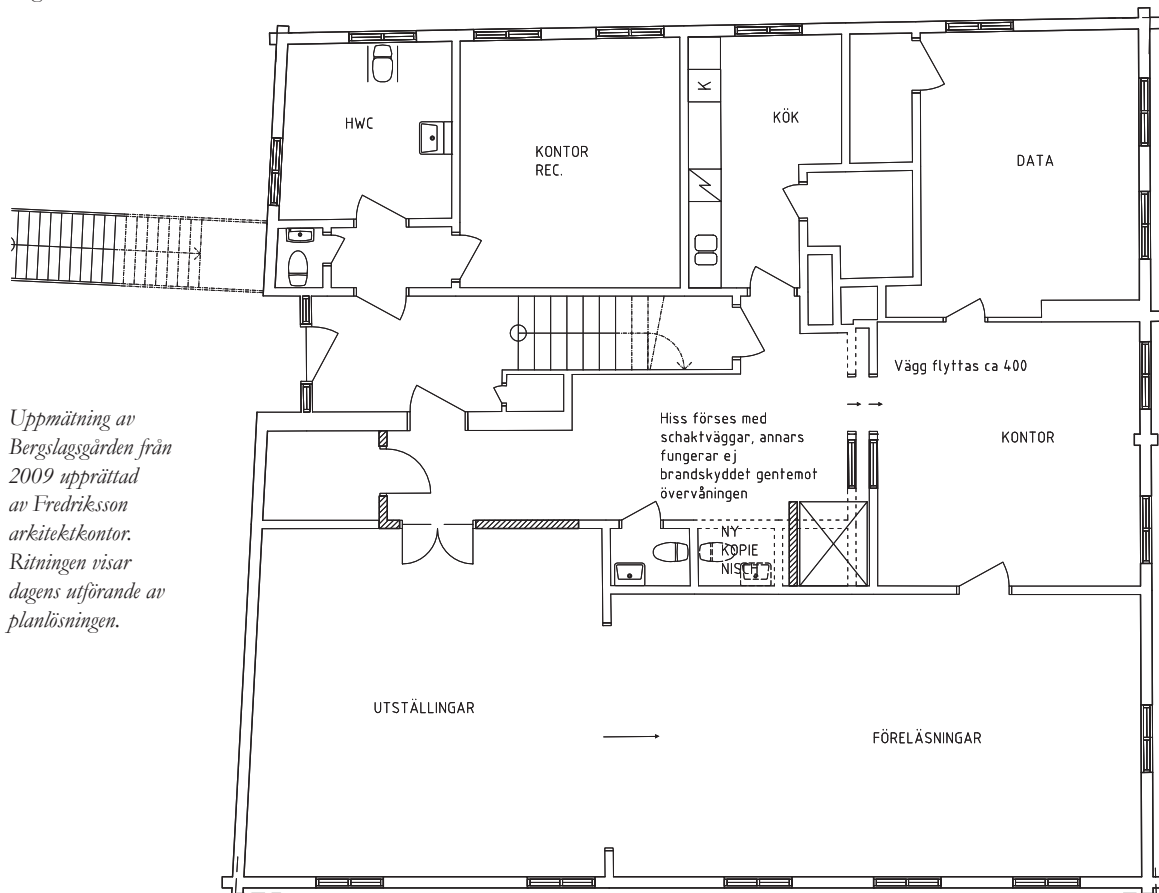 HWC
KONTOR
REC.
K
KÖK
DATA
Vägg flyttas ca 400
Hiss förses med
schaktväggar, annars
fungerar ej
brandskyddet gentemot
övervåningen
KONTOR
NY
KOPIE
NISCH
UTSTÄLLINGAR
FÖRELÄSNINGAR
Uppmätning av
Bergslagsgården från
2009 upprättad
av Fredriksson
arkitektkontor.
Ritningen visar
dagens utförande av
planlösningen.